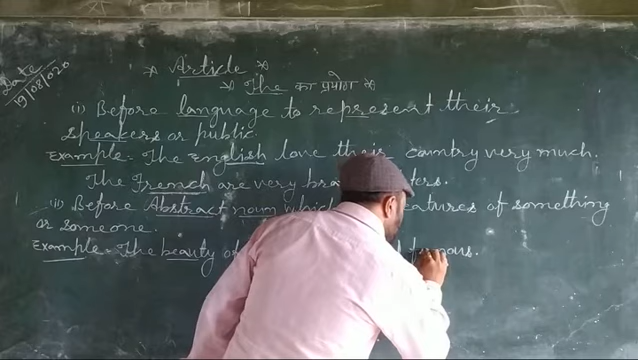 Date
19/08/020
* Article *
* The का प्रयोग *
(i) Before language to represent their
speakers or public.
Example = The English love their country very much.
The French are very
(ii) Before Abstract noun which features of something
or someone.
Example = The beauty of famous.